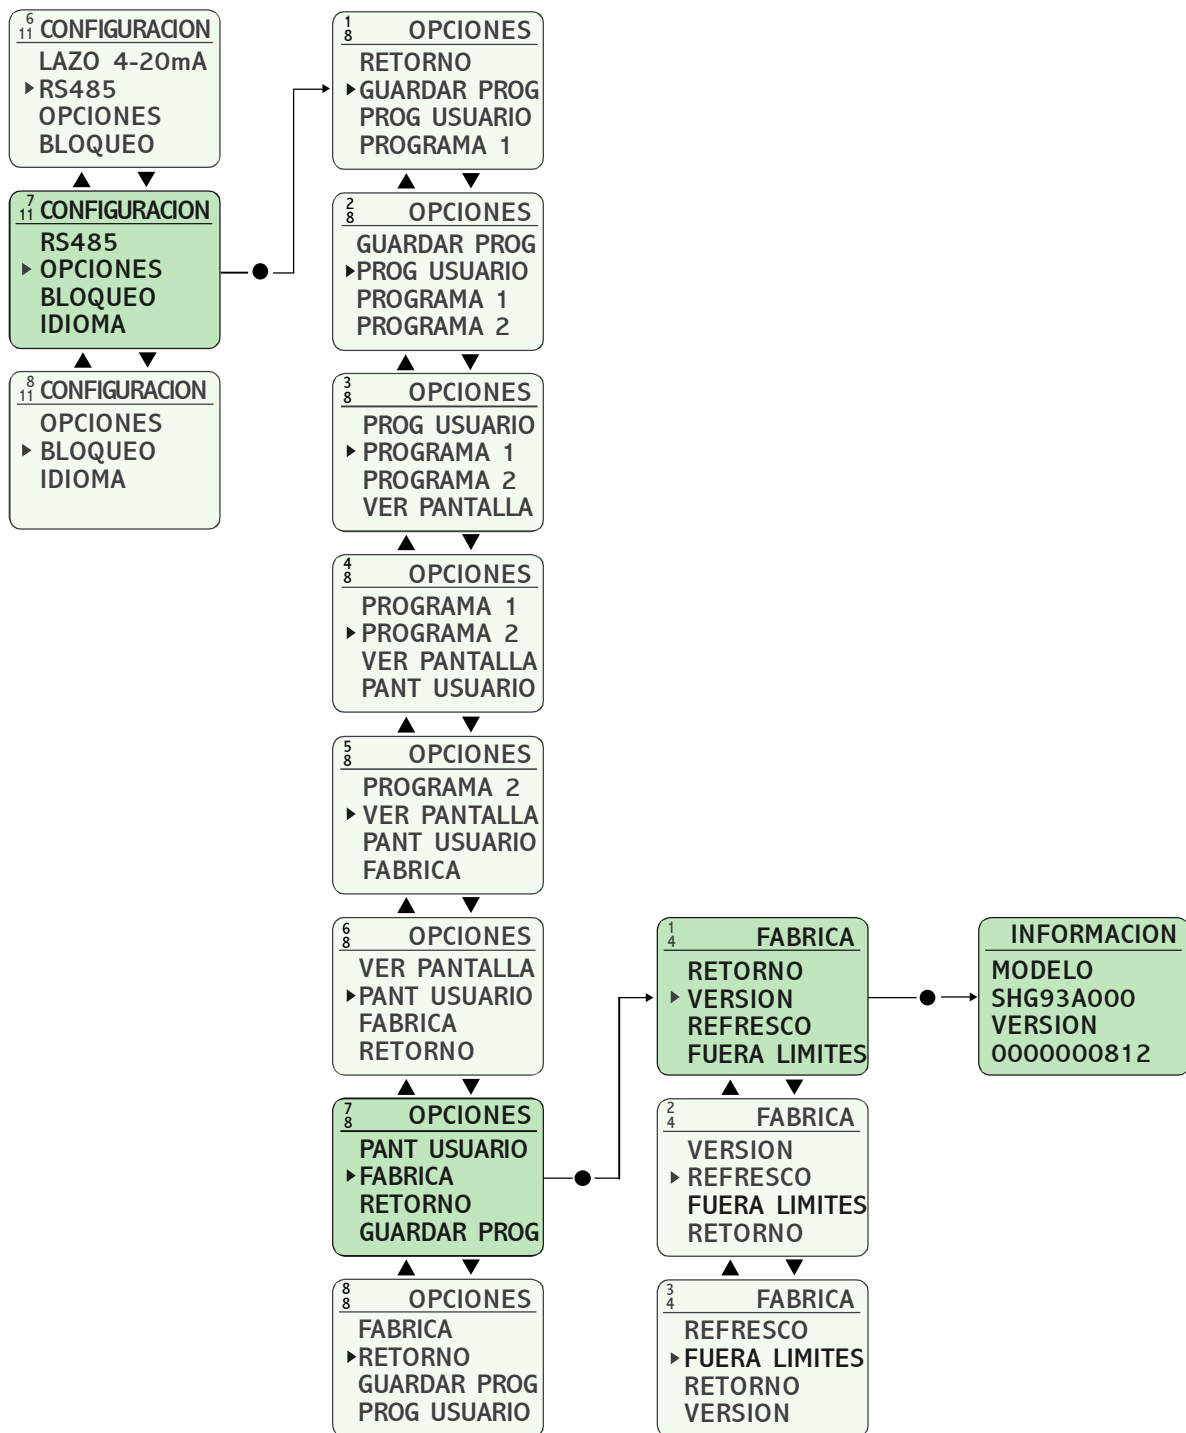 6
11 CONFIGURACION
LAZO 4-20mA
RS485
OPCIONES
BLOQUEO
7
11 CONFIGURACION
RS485
OPCIONES
BLOQUEO
IDIOMA
8
11 CONFIGURACION
OPCIONES
BLOQUEO
IDIOMA
1
8 OPCIONES
RETORNO
GUARDAR PROG
PROG USUARIO
PROGRAMA 1
2
8 OPCIONES
GUARDAR PROG
PROG USUARIO
PROGRAMA 1
PROGRAMA 2
3
8 OPCIONES
PROG USUARIO
PROGRAMA 1
PROGRAMA 2
VER PANTALLA
4
8 OPCIONES
PROGRAMA 1
PROGRAMA 2
VER PANTALLA
PANT USUARIO
5
8 OPCIONES
PROGRAMA 2
VER PANTALLA
PANT USUARIO
FABRICA
6
8 OPCIONES
VER PANTALLA
PANT USUARIO
FABRICA
RETORNO
7
8 OPCIONES
PANT USUARIO
FABRICA
RETORNO
GUARDAR PROG
8
8 OPCIONES
FABRICA
RETORNO
GUARDAR PROG
PROG USUARIO
1
4 FABRICA
RETORNO
VERSION
REFRESCO
FUERA LIMITES
2
4 FABRICA
VERSION
REFRESCO
FUERA LIMITES
RETORNO
3
4 FABRICA
REFRESCO
FUERA LIMITES
RETORNO
VERSION
INFORMACION
MODELO
SHG93A000
VERSION
0000000812